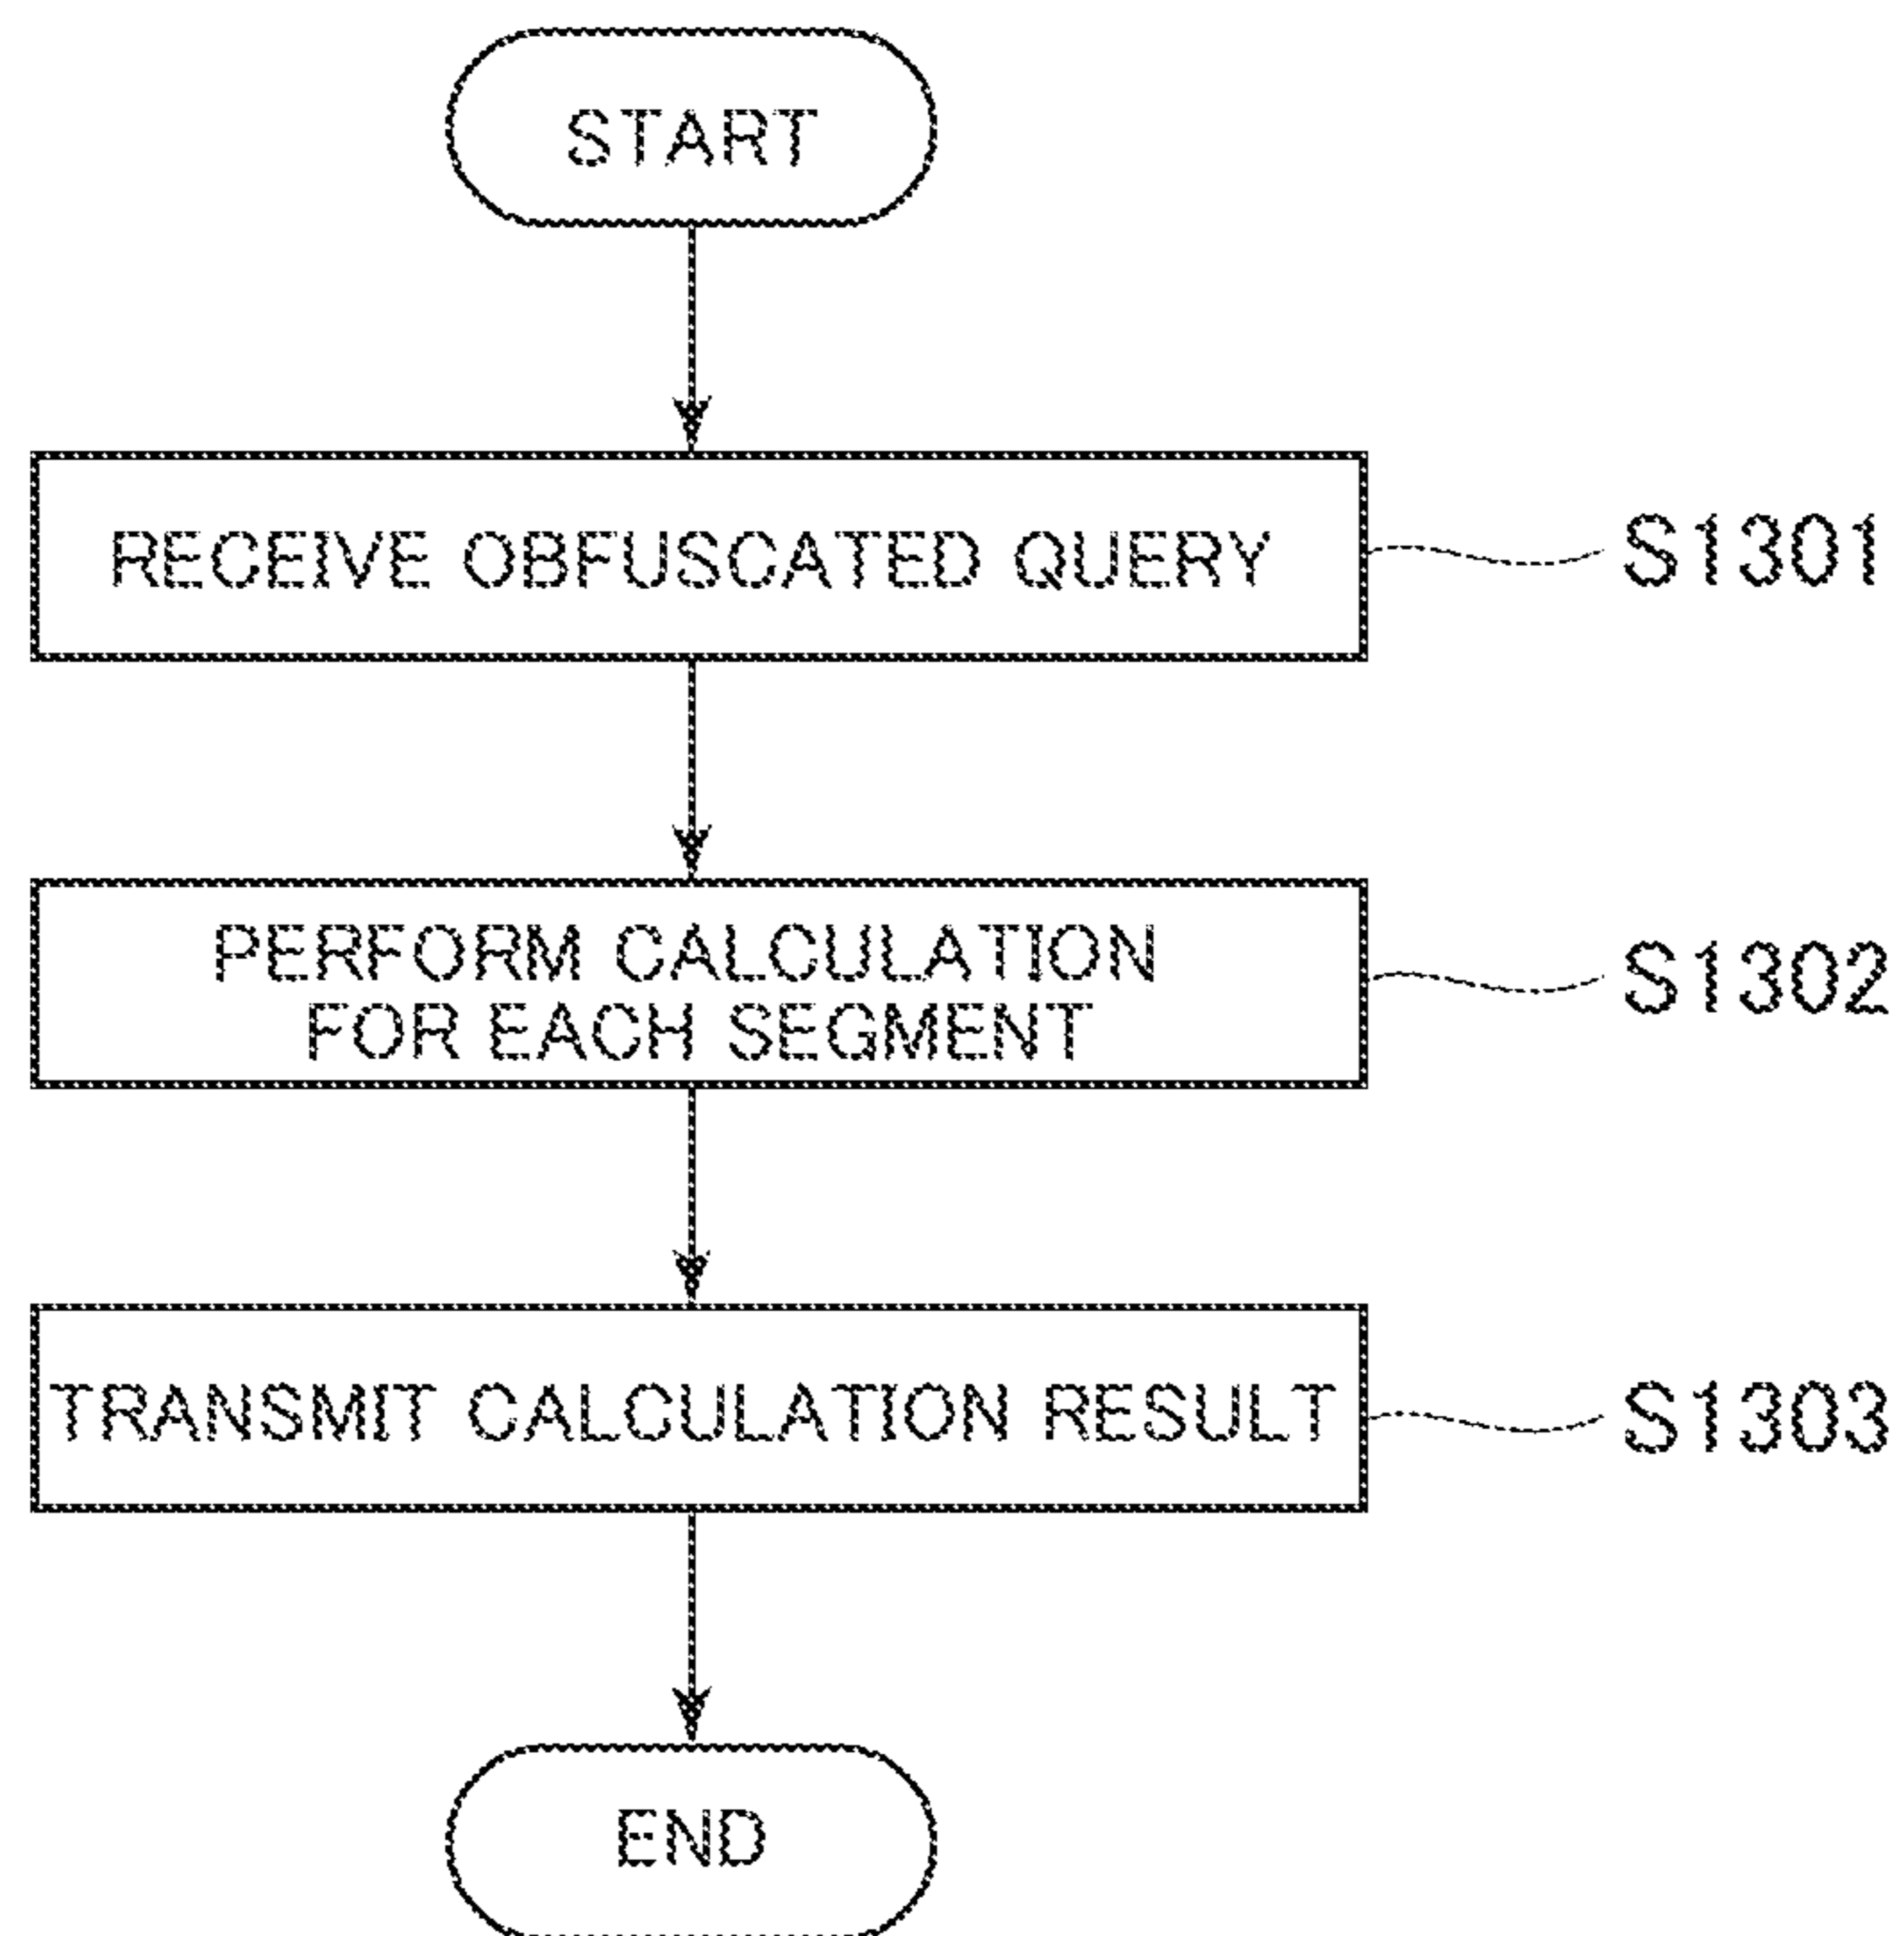 START
RECEIVE OBFUSCATED QUERY
S1301
PERFORM CALCULATION
FOR EACH SEGMENT
S1302
TRANSMIT CALCULATION RESULT
S1303
END